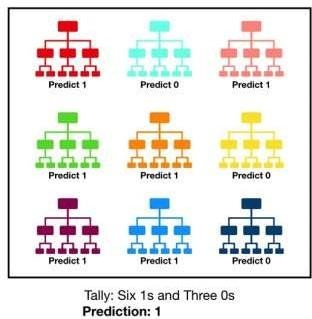 Predict 1 Predict 0 Predict 1
Predict 1 Predict 1 Predict 0
Predict 1 Predict 1 Predict 0
Tally: Six 1s and Three 0s
Prediction: 1